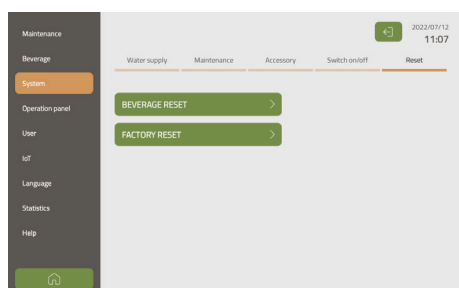 Maintenance
Beverage
System
Operation panel
User
IoT
Language
Statistics
Help
2022/07/12
11:07
Water supply Maintenance Accessory Switch on/off Reset
BEVERAGE RESET
FACTORY RESET